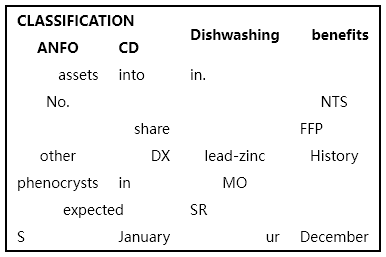 CLASSIFICATION Dishwashing benefits
ANFO CD
assets into in.
No. NTS
share FFP
other DX lead-zinc History
phenocrysts in MO
expected SR
S January ur December